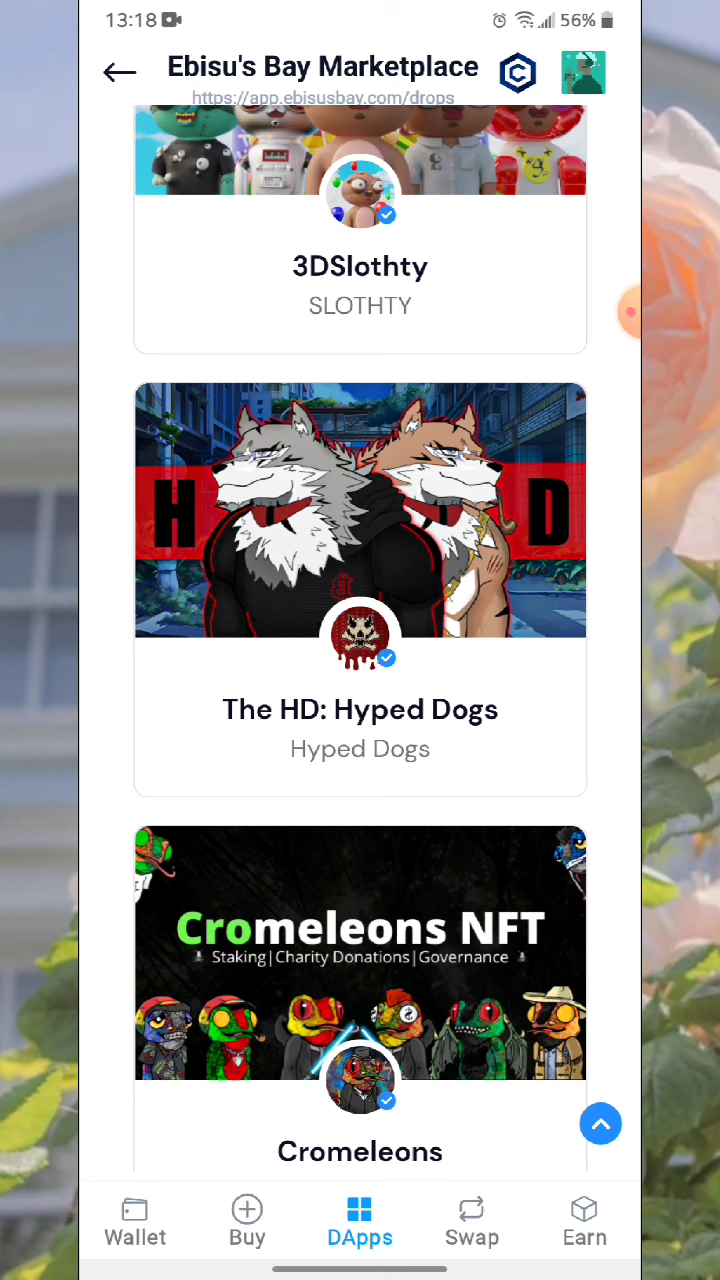 13:18
56%
Ebisu's Bay Marketplace
https://app.ebisusbay.com/drops
3DSlothty
SLOTHTY
H D
The HD: Hyped Dogs
Hyped Dogs
Cromeleons NFT
Staking|Charity Donations|Governance
Cromeleons
Wallet Buy DApps Swap Earn